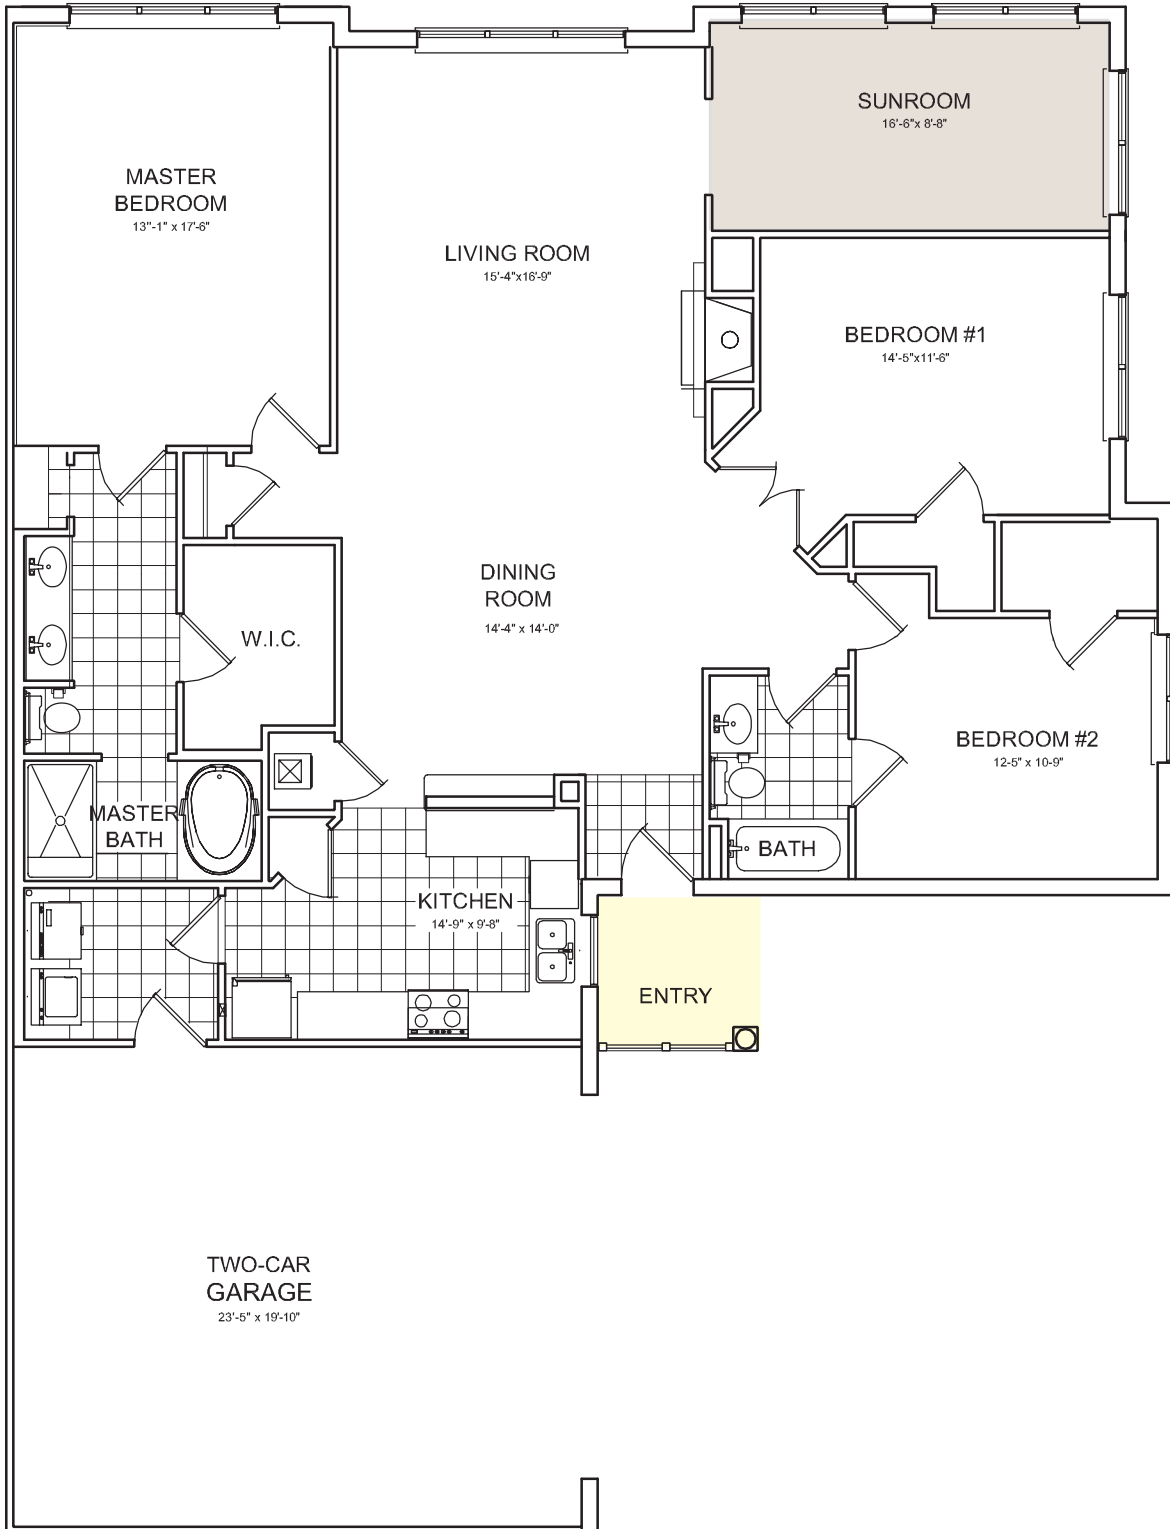 SUNROOM
16'-6"x 8'-8"
MASTER
BEDROOM
13"-1" x 17'-6"
LIVING ROOM
15'-4"x16'-9"
BEDROOM #1
14'-5"x11'-6"
DINING
ROOM
14'-4" x 14'-0"
W.I.C.
BEDROOM #2
12-5" x 10-9"
MASTER
BATH
BATH
KITCHEN
14'-9" x 9'-8"
ENTRY
TWO-CAR
GARAGE
23'-5" x 19'-10"